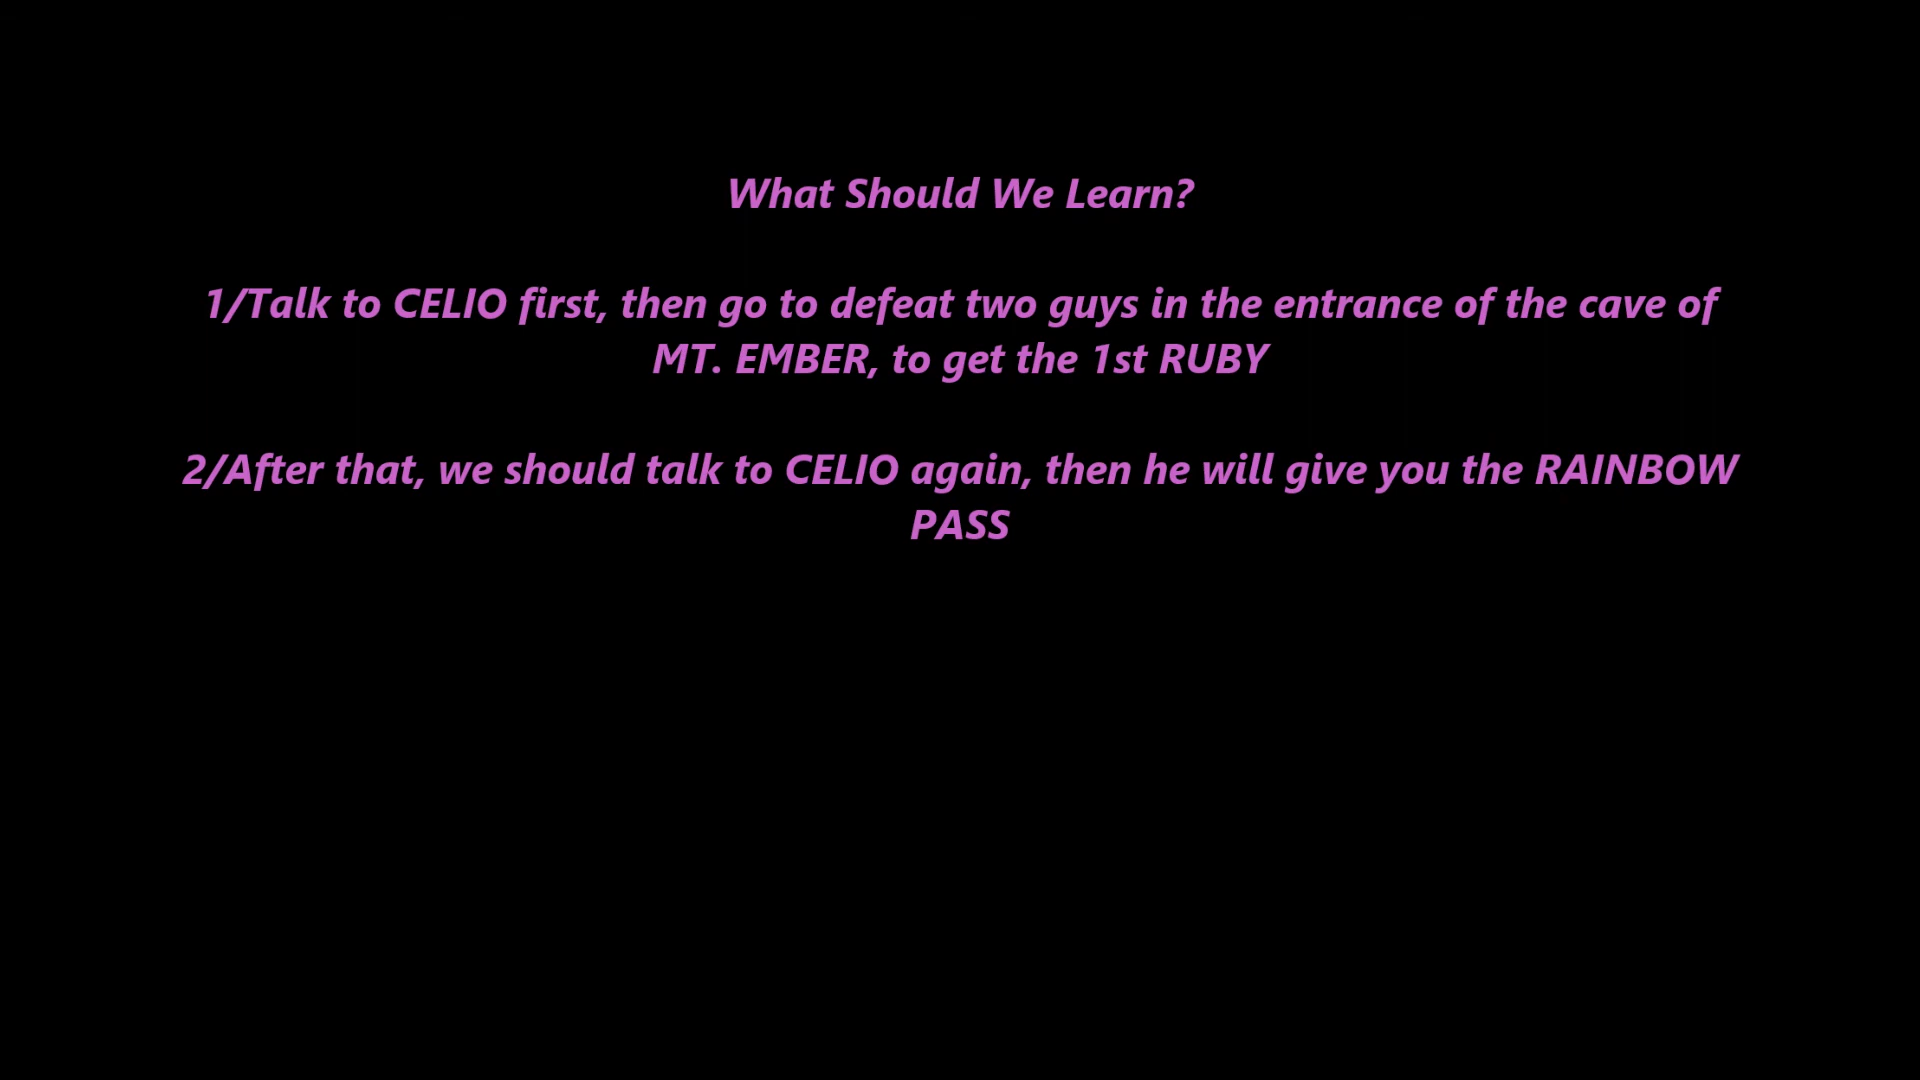 What Should We Learn?
1/Talk to CELIO first, then go to defeat two guys in the entrance of the cave of
MT. EMBER, to get the 1st RUBY
2/After that, we should talk to CELIO again, then he will give you the RAINBOW
PASS